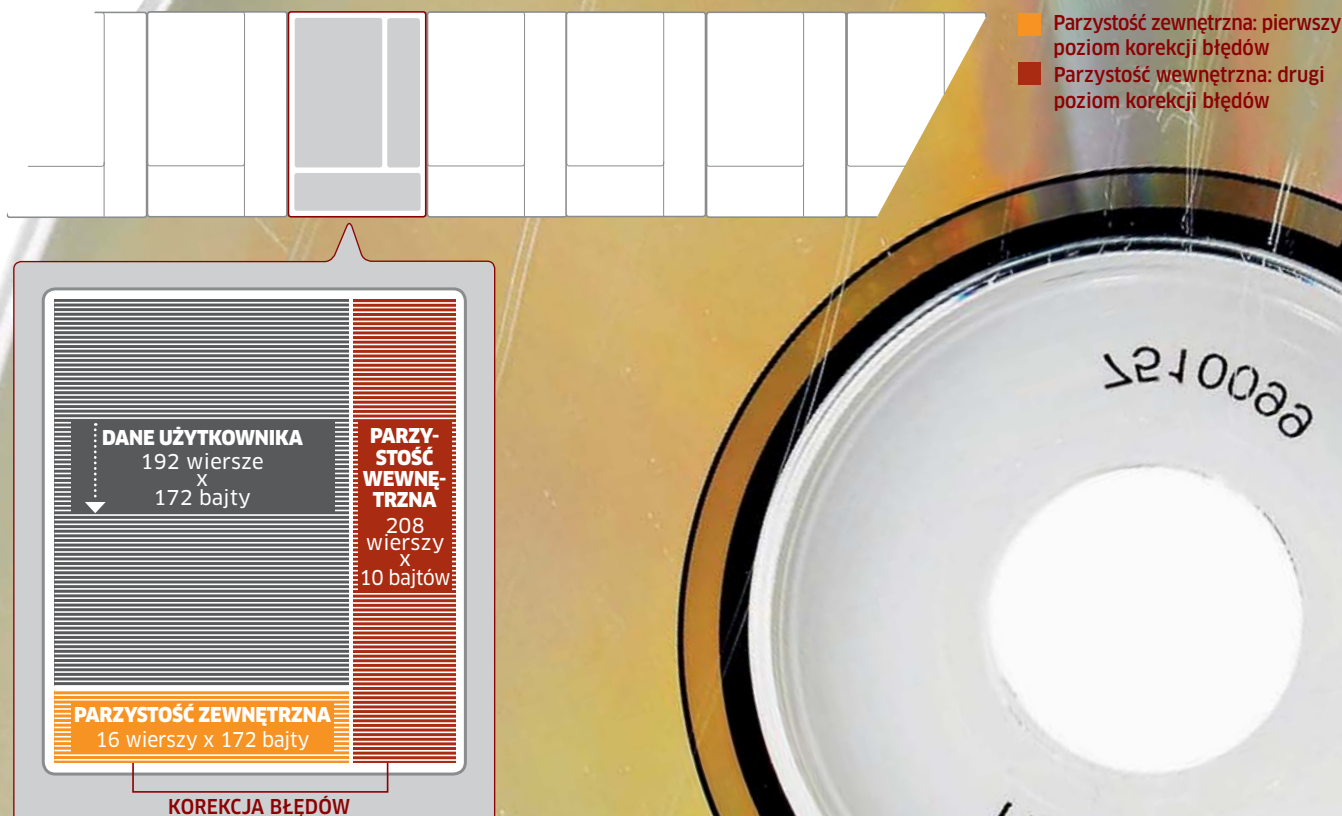 Parzystość zewnętrzna: pierwszy
poziom korekcji błędów
Parzystość wewnętrzna: drugi
poziom korekcji błędów
DANE UŻYTKOWNIKA
192 wiersze
x
172 bajty
PARZY-
STOŚĆ
WEWNĘ-
TRZNA
208
wierszy
x
10 bajtów
PARZYSTOŚĆ ZEWNĘTRZNA
16 wierszy x 172 bajty
KOREKCJA BŁĘDÓW
7510099